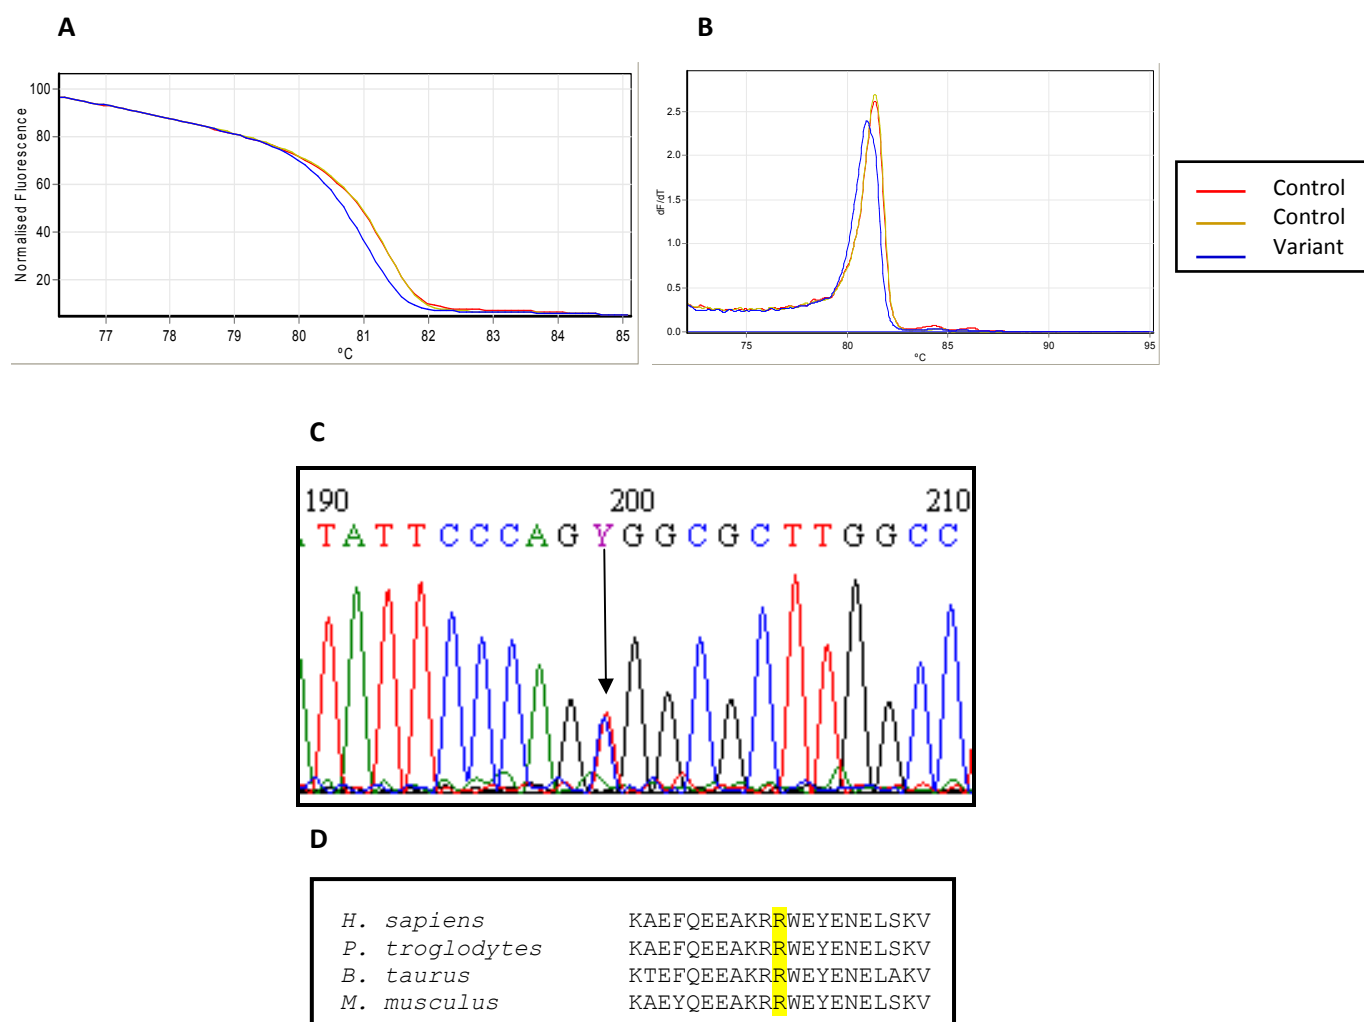 A
B
Normalised Fluorescence
100
80
60
40
20
77 78 79 80 81 82 83 84 85
ºC
dF/dT
2.5
2.0
1.5
1.0
0.5
0.0
75 80 85 90 95
ºC
Control
Control
Variant
C
190 200 210
T A T T C C C A G Y G G C G C T T G G C C
D
H. sapiens KAEFQEEAKRRWEYENELSKV
P. troglodytes KAEFQEEAKRRWEYENELSKV
B. taurus KTEFQEEAKRRWEYENELAKV
M. musculus KAEYQEEAKRRWEYENELSKV